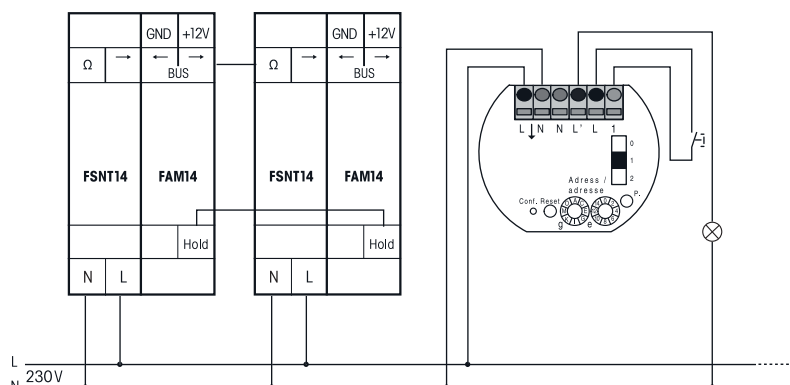 GND +12V
Ω → ← →
BUS
FSNT14 FAM14
Hold
N L
GND +12V
Ω → ← →
BUS
FSNT14 FAM14
Hold
N L
L N N L' L 1
0
1
2
Adress /
adresse
P.
Conf. Reset
g e
L
230V
N